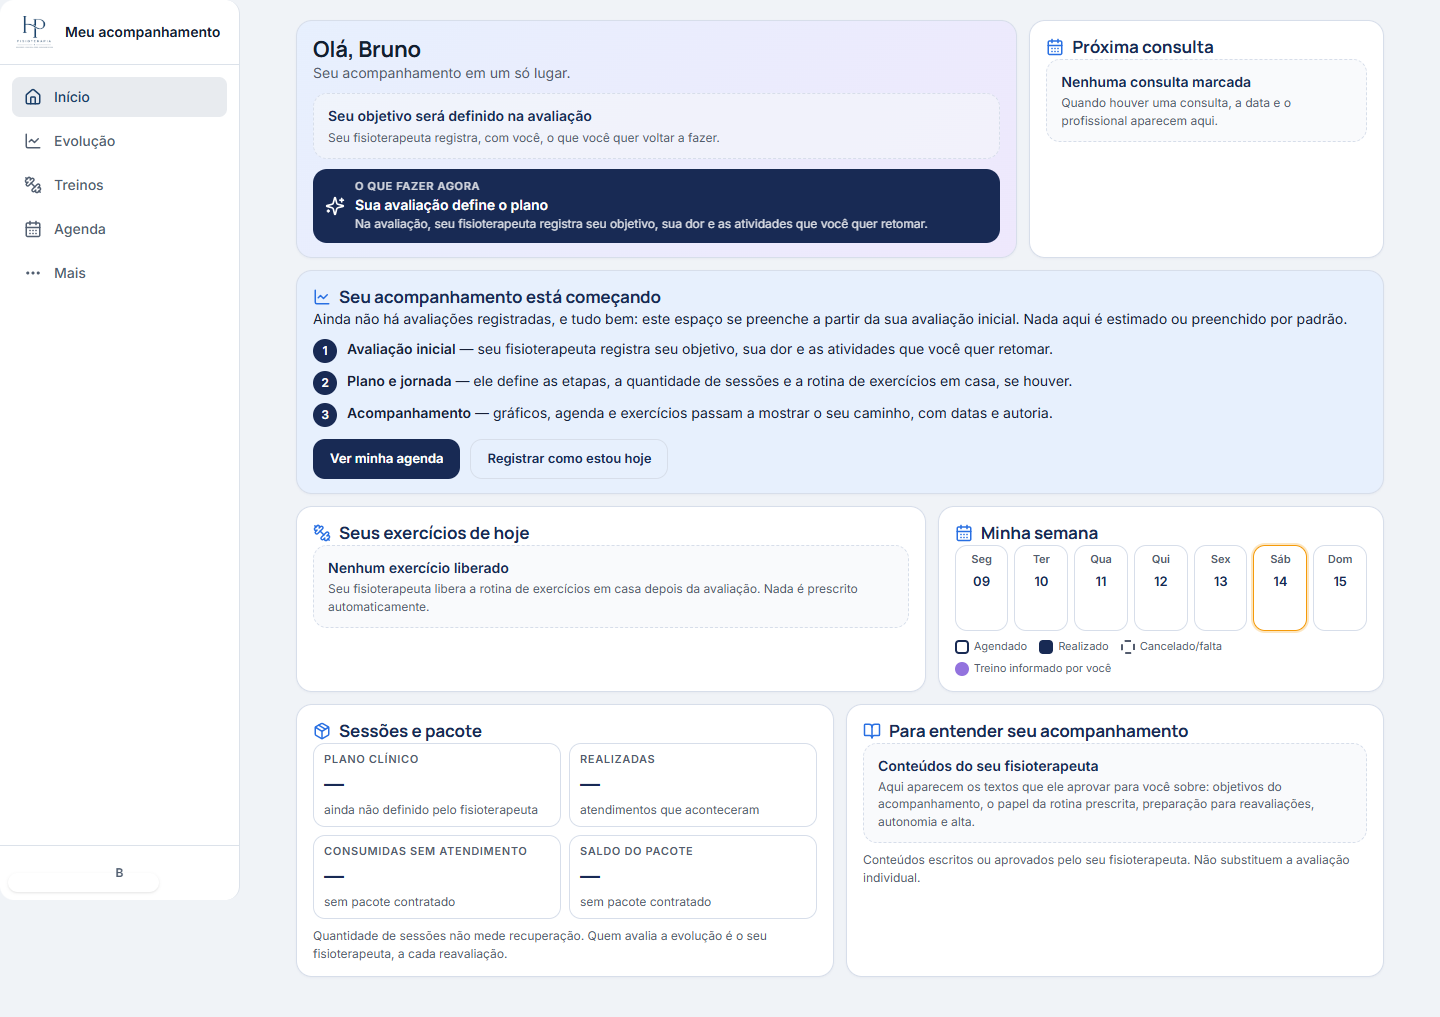 HP
Meu acompanhamento
Início
Evolução
Treinos
Agenda
Mais
B
Olá, Bruno
Seu acompanhamento em um só lugar.
Seu objetivo será definido na avaliação
Seu fisioterapeuta registra, com você, o que você quer voltar a fazer.
O QUE FAZER AGORA
Sua avaliação define o plano
Na avaliação, seu fisioterapeuta registra seu objetivo, sua dor e as atividades que você quer retomar.
Próxima consulta
Nenhuma consulta marcada
Quando houver uma consulta, a data e o
profissional aparecem aqui.
Seu acompanhamento está começando
Ainda não há avaliações registradas, e tudo bem: este espaço se preenche a partir da sua avaliação inicial. Nada aqui é estimado ou preenchido por padrão.
1 Avaliação inicial — seu fisioterapeuta registra seu objetivo, sua dor e as atividades que você quer retomar.
2 Plano e jornada — ele define as etapas, a quantidade de sessões e a rotina de exercícios em casa, se houver.
3 Acompanhamento — gráficos, agenda e exercícios passam a mostrar o seu caminho, com datas e autoria.
Ver minha agenda
Registrar como estou hoje
Seus exercícios de hoje
Nenhum exercício liberado
Seu fisioterapeuta libera a rotina de exercícios em casa depois da avaliação. Nada é prescrito
automaticamente.
Minha semana
Seg Ter Qua Qui Sex Sáb Dom
09 10 11 12 13 14 15
Agendado Realizado Cancelado/falta
Treino informado por você
Sessões e pacote
PLANO CLÍNICO
—
ainda não definido pelo fisioterapeuta
REALIZADAS
—
atendimentos que aconteceram
CONSUMIDAS SEM ATENDIMENTO
—
sem pacote contratado
SALDO DO PACOTE
—
sem pacote contratado
Quantidade de sessões não mede recuperação. Quem avalia a evolução é o seu
fisioterapeuta, a cada reavaliação.
Para entender seu acompanhamento
Conteúdos do seu fisioterapeuta
Aqui aparecem os textos que ele aprovar para você sobre: objetivos do
acompanhamento, o papel da rotina prescrita, preparação para reavaliações,
autonomia e alta.
Conteúdos escritos ou aprovados pelo seu fisioterapeuta. Não substituem a avaliação
individual.